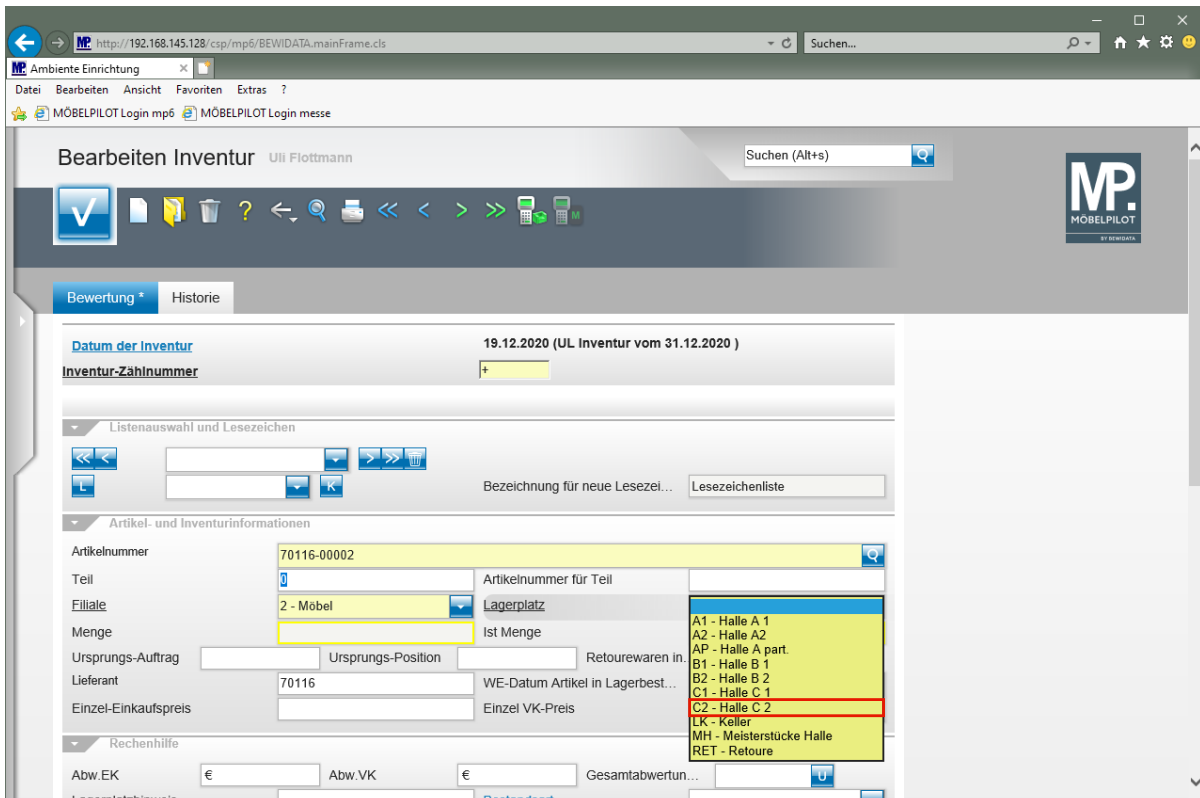 http://192.168.145.128/csp/mp6/BEWIDATA.mainFrame.cls
Suchen...
MP. Ambiente Einrichtung
Datei Bearbeiten Ansicht Favoriten Extras ?
MÖBELPILOT Login mp6 MÖBELPILOT Login messe
Bearbeiten Inventur Uli Flottmann
Suchen (Alt+s)
MP.
MÖBELPILOT
BY BEWIDATA
M
Bewertung * Historie
Datum der Inventur 19.12.2020 (UL Inventur vom 31.12.2020 )
Inventur-Zählnummer +
Listenauswahl und Lesezeichen
L K Bezeichnung für neue Lesezei... Lesezeichenliste
Artikel- und Inventurinformationen
Artikelnummer 70116-00002
Teil 0 Artikelnummer für Teil
Filiale 2 - Möbel Lagerplatz
Menge Ist Menge
Ursprungs-Auftrag Ursprungs-Position Retourewaren in.
Lieferant 70116 WE-Datum Artikel in Lagerbest...
Einzel-Einkaufspreis Einzel VK-Preis
A1 - Halle A 1
A2 - Halle A2
AP - Halle A part.
B1 - Halle B 1
B2 - Halle B 2
C1 - Halle C 1
C2 - Halle C 2
LK - Keller
MH - Meisterstücke Halle
RET - Retoure
Rechenhilfe
Abw.EK € Abw.VK € Gesamtabwertun... U